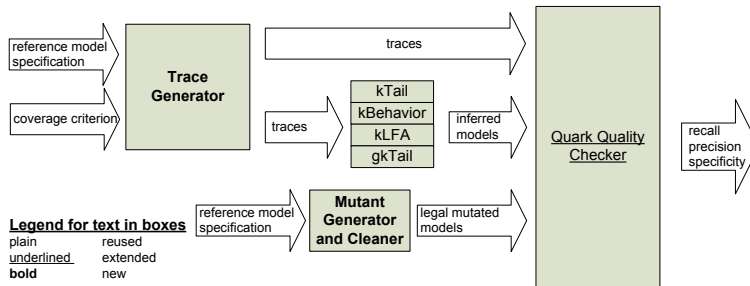 reference model
specification
coverage criterion
Trace
Generator
traces
traces
kTail
kBehavior
kLFA
gkTail
inferred
models
Quark Quality
Checker
recall
precision
specificity
reference model
specification
Mutant
Generator
and Cleaner
legal mutated
models
Legend for text in boxes
plain reused
underlined extended
bold new